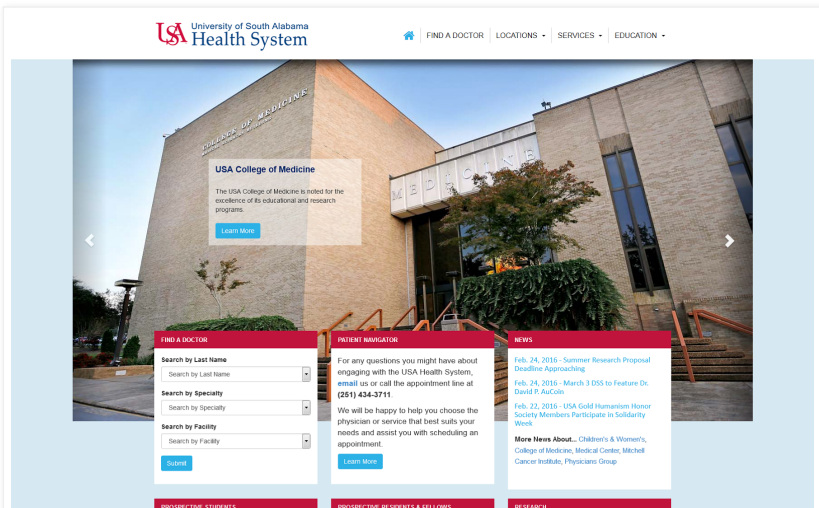 USA University of South Alabama
Health System
FIND A DOCTOR LOCATIONS SERVICES EDUCATION
COLLEGE OF MEDICINE
MEDICINE
USA College of Medicine
The USA College of Medicine is noted for the
excellence of its educational and research
programs.
Learn More
FIND A DOCTOR
Search by Last Name
Search by Last Name
Search by Specialty
Search by Specialty
Search by Facility
Search by Facility
Submit
PATIENT NAVIGATOR
For any questions you might have about
engaging with the USA Health System,
email us or call the appointment line at
(251) 434-3711.
We will be happy to help you choose the
physician or service that best suits your
needs and assist you with scheduling an
appointment.
Learn More
NEWS
Feb. 24, 2016 - Summer Research Proposal
Deadline Approaching
Feb. 24, 2016 - March 3 DSS to Feature Dr.
David P. AuCoin
Feb. 22, 2016 - USA Gold Humanism Honor
Society Members Participate in Solidarity
Week
More News About... Children's & Women's,
College of Medicine, Medical Center, Mitchell
Cancer Institute, Physicians Group
PROSPECTIVE STUDENTS
PROSPECTIVE RESIDENTS & FELLOWS
RESEARCH